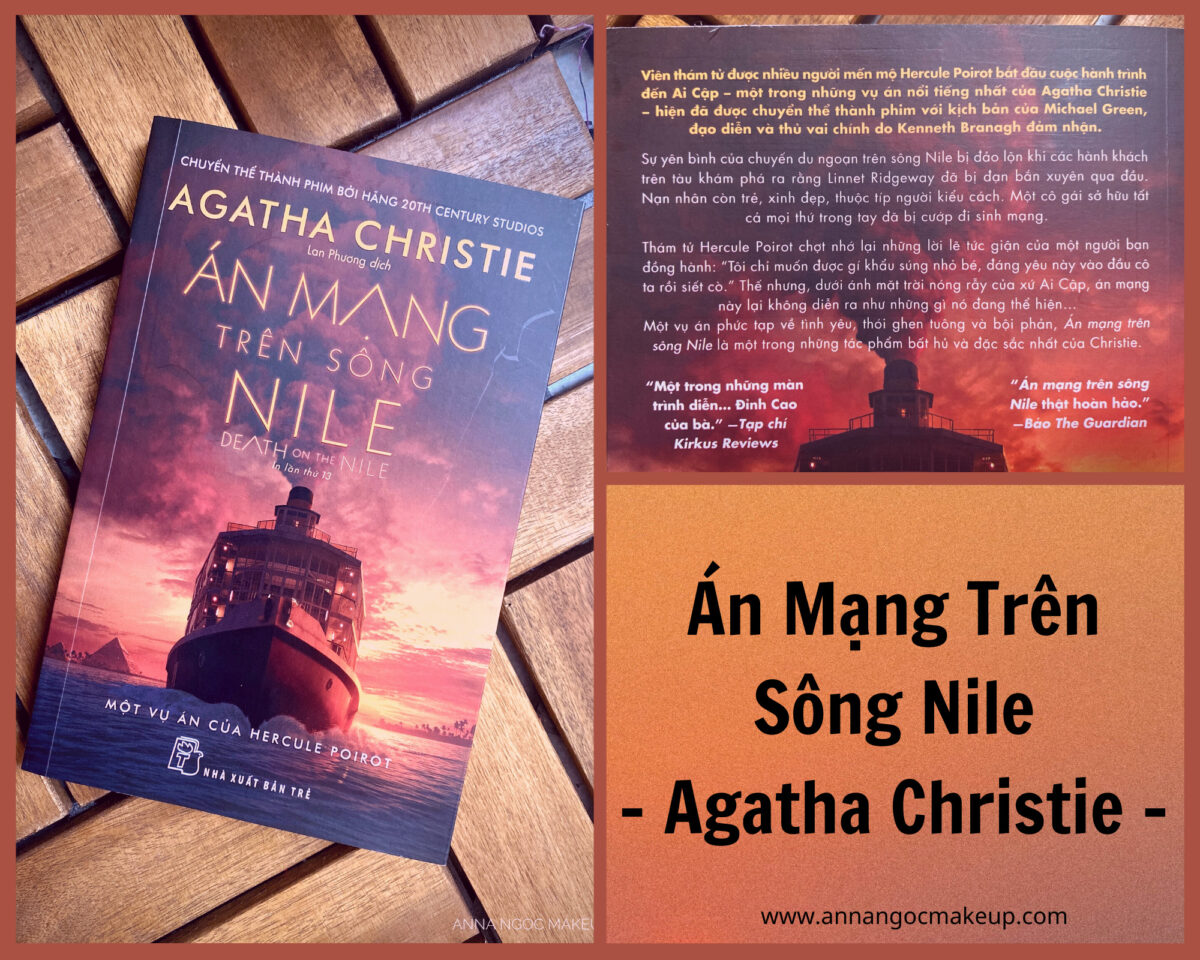 CHUYỂN THỂ THÀNH PHIM BỞI HÃNG 20TH CENTURY STUDIOS
AGATHA CHRISTIE
Lan Phương dịch
ÁN MẠNG
TRÊN SÔNG
NILE
DEATH ON THE NILE
In lần thứ 13
MỘT VỤ ÁN CỦA HERCULE POIROT
NHÀ XUẤT BẢN TRẺ
ANNA NGOC MAKEU
Viên thám tử được nhiều người mến mộ Hercule Poirot bắt đầu cuộc hành trình
đến Ai Cập – một trong những vụ án nổi tiếng nhất của Agatha Christie
– hiện đã được chuyển thể thành phim với kịch bản của Michael Green,
đạo diễn và thủ vai chính do Kenneth Branagh đảm nhận.
Sự yên bình của chuyến du ngoạn trên sông Nile bị đảo lộn khi các hành khách
trên tàu khám phá ra rằng Linnet Ridgeway đã bị đạn bắn xuyên qua đầu.
Nạn nhân còn trẻ, xinh đẹp, thuộc típ người kiểu cách. Một cô gái sở hữu tất
cả mọi thứ trong tay đã bị cướp đi sinh mạng.
Thám tử Hercule Poirot chợt nhớ lại những lời lẽ tức giận của một người bạn
đồng hành: “Tôi chỉ muốn được gí khẩu súng nhỏ bé, đáng yêu này vào đầu cô
ta rồi siết cò.” Thế nhưng, dưới ánh mặt trời nóng rẫy của xứ Ai Cập, án mạng
này lại không diễn ra như những gì nó đang thể hiện...
Một vụ án phức tạp về tình yêu, thói ghen tuông và bội phản, Án mạng trên
sông Nile là một trong những tác phẩm bất hủ và đặc sắc nhất của Christie.
“Một trong những màn
trình diễn... Đỉnh Cao
của bà.” —Tạp chí
Kirkus Reviews
“Án mạng trên sông
Nile thật hoàn hảo.”
—Báo The Guardian
Án Mạng Trên
Sông Nile
- Agatha Christie -
www.annangocmakeup.com